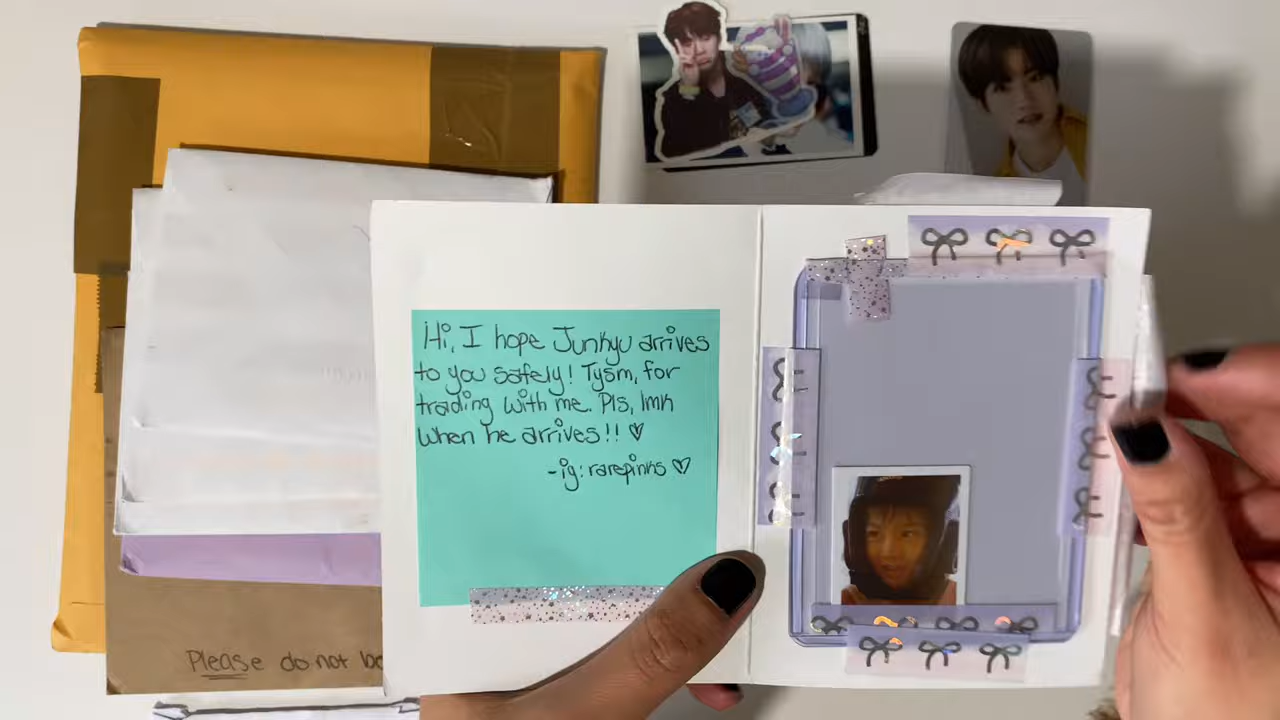 Hi, I hope Junkyu arrives
to you safely! Tysm, for
trading with me. Pls, lmk
when he arrives!! ♡
-ig: rarepinks ♡
Please do not